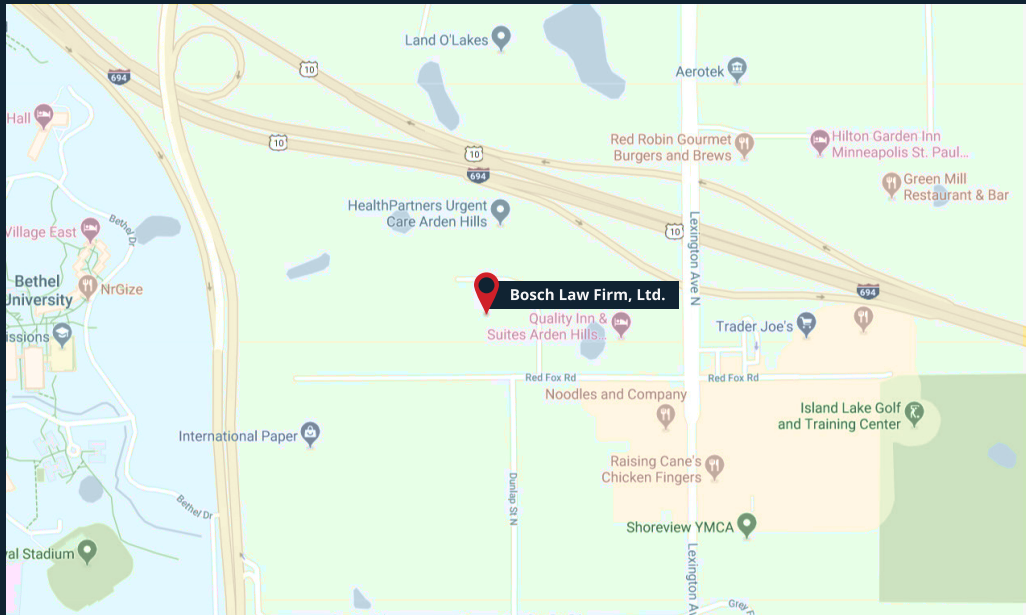 Land O'Lakes
10
694
Aerotek
Hall
10
Red Robin Gourmet
Burgers and Brews
Hilton Garden Inn
Minneapolis St. Paul...
10
694
Green Mill
Restaurant & Bar
HealthPartners Urgent
Care Arden Hills
Village East
Bethel Dr
10
Lexington Ave N
Bethel
University
NrGize
694
Bosch Law Firm, Ltd.
Quality Inn &
Suites Arden Hills...
Trader Joe's
issions
Red Fox Rd
Red Fox Rd
Noodles and Company
Island Lake Golf
and Training Center
International Paper
Raising Cane's
Chicken Fingers
Dunlap St N
Bethel Dr
Shoreview YMCA
val Stadium
Lexington Av
Grey F